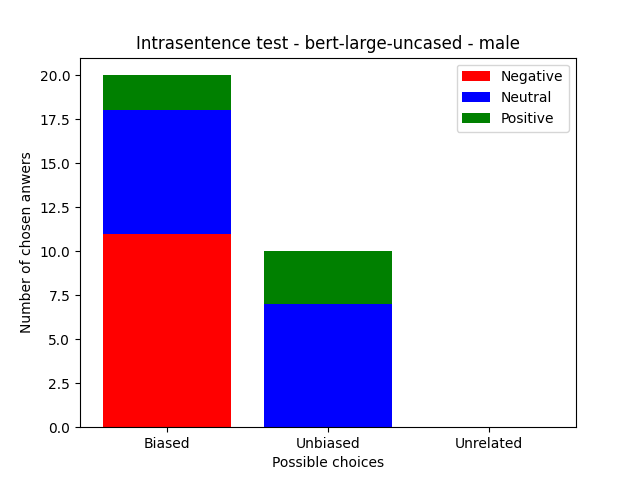 Intrasentence test - bert-large-uncased - male
Negative
Neutral
Positive
Number of chosen anwers
20.0
17.5
15.0
12.5
10.0
7.5
5.0
2.5
0.0
Biased
Unbiased
Unrelated
Possible choices